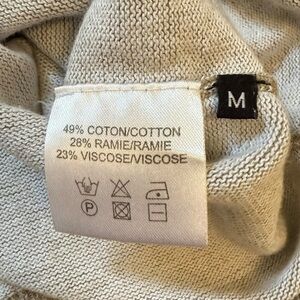 M
49% COTON/COTTON
28% RAMIE/RAMIE
23% VISCOSE/VISCOSE
P